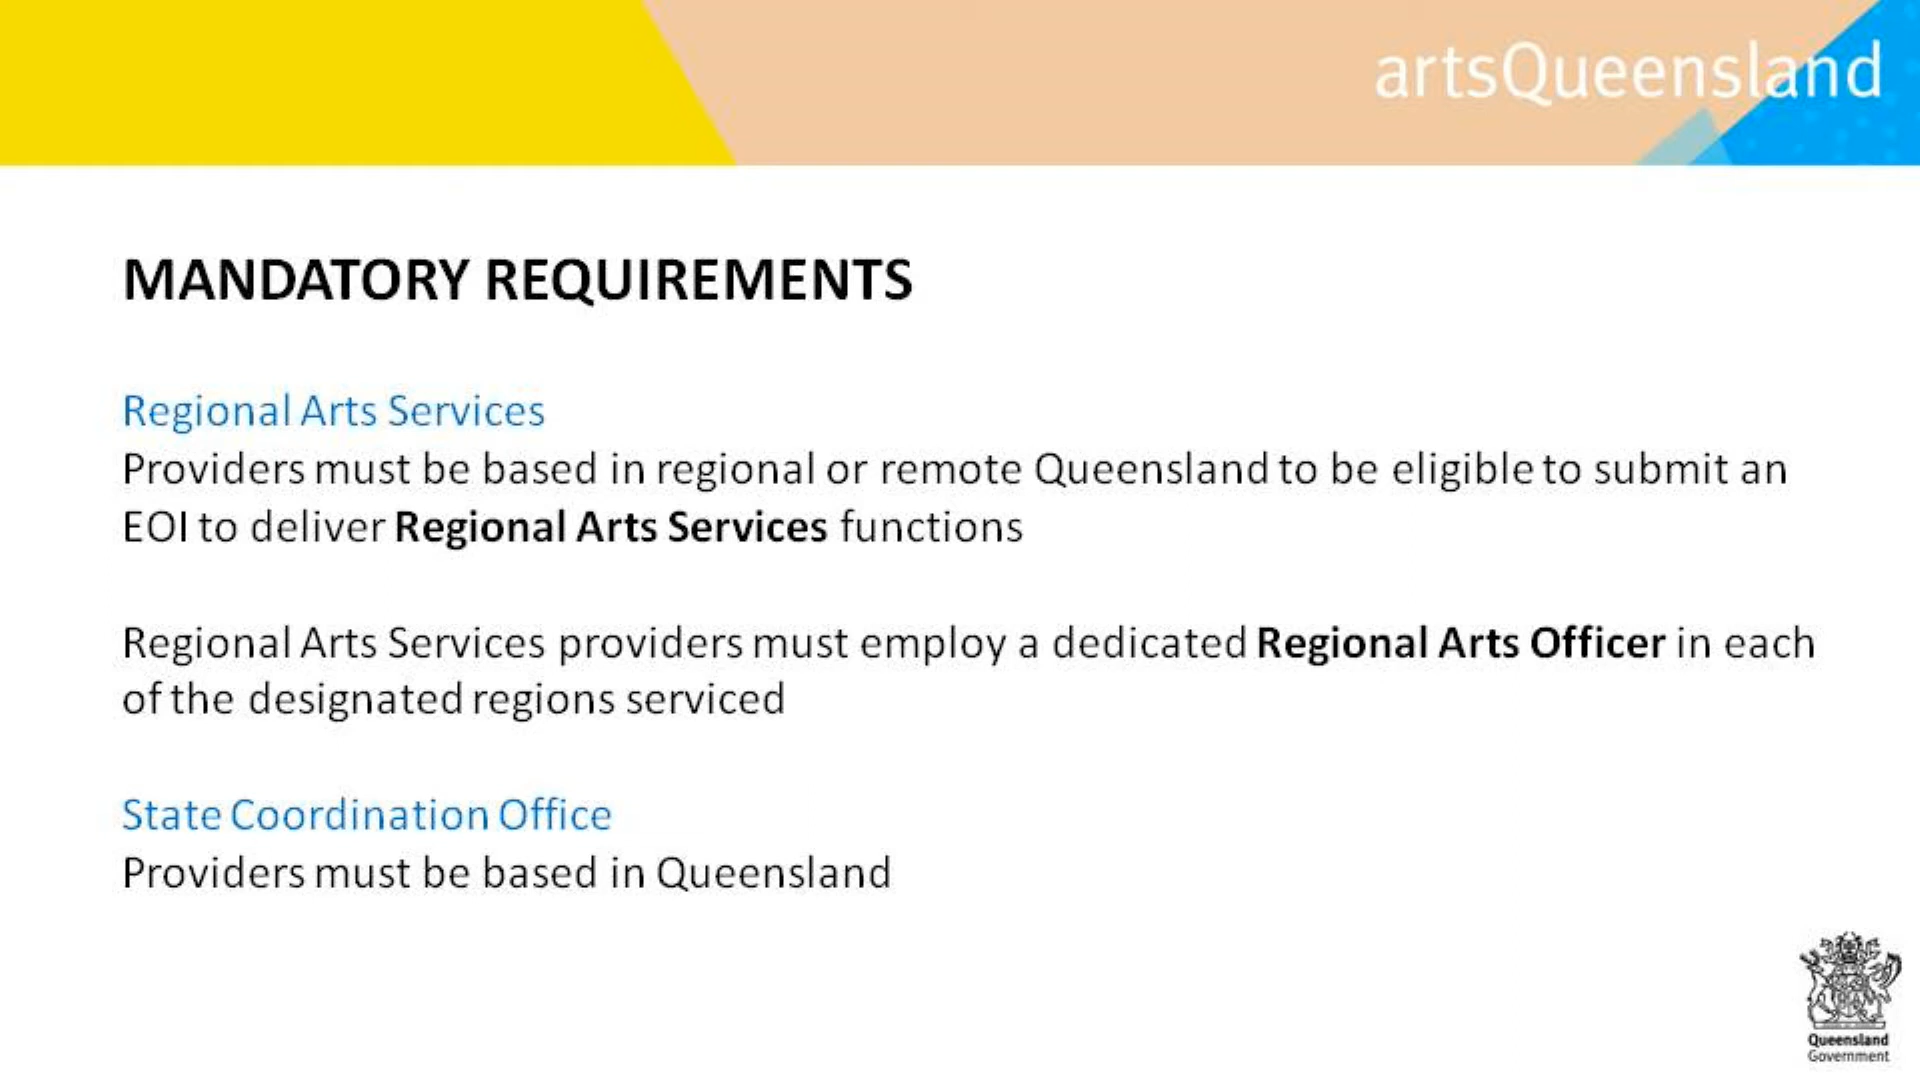 artsQueensland
MANDATORY REQUIREMENTS
Regional Arts Services
Providers must be based in regional or remote Queensland to be eligible to submit an
EOI to deliver Regional Arts Services functions
Regional Arts Services providers must employ a dedicated Regional Arts Officer in each
of the designated regions serviced
State Coordination Office
Providers must be based in Queensland
Queensland
Government